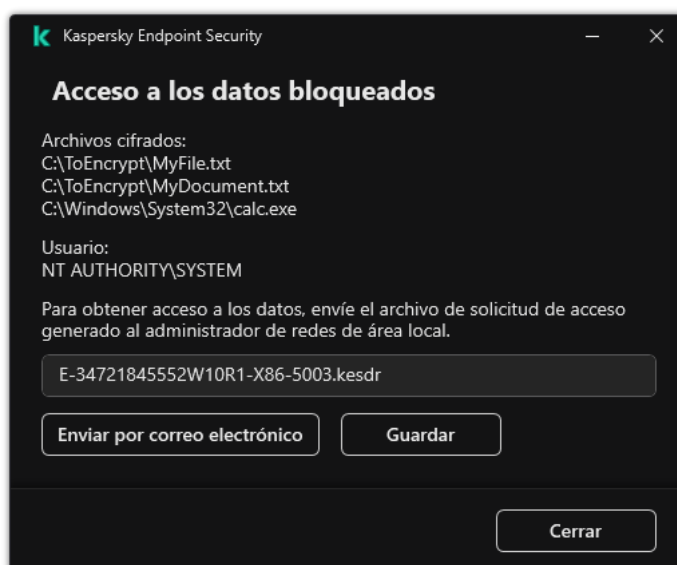 Kaspersky Endpoint Security
Acceso a los datos bloqueados
Archivos cifrados:
C:\ToEncrypt\MyFile.txt
C:\ToEncrypt\MyDocument.txt
C:\Windows\System32\calc.exe
Usuario:
NT AUTHORITY\SYSTEM
Para obtener acceso a los datos, envíe el archivo de solicitud de acceso
generado al administrador de redes de área local.
E-34721845552W10R1-X86-5003.kesdr
Enviar por correo electrónico
Guardar
Cerrar